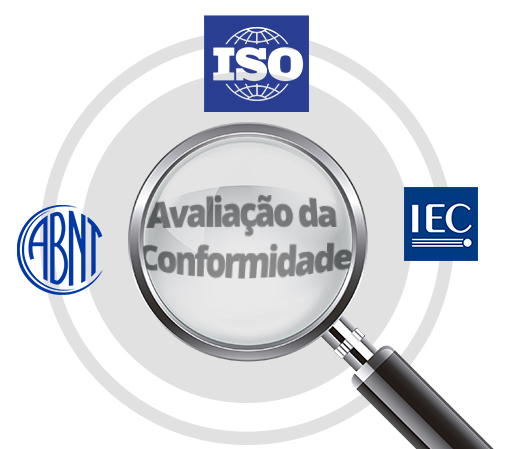 ISO
Avaliação da
Conformidade
ABNT
IEC